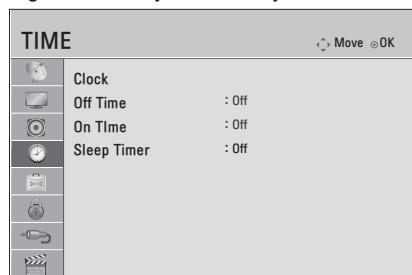 TIME
Move OK
Clock
Off Time : Off
On TIme : Off
Sleep Timer : Off